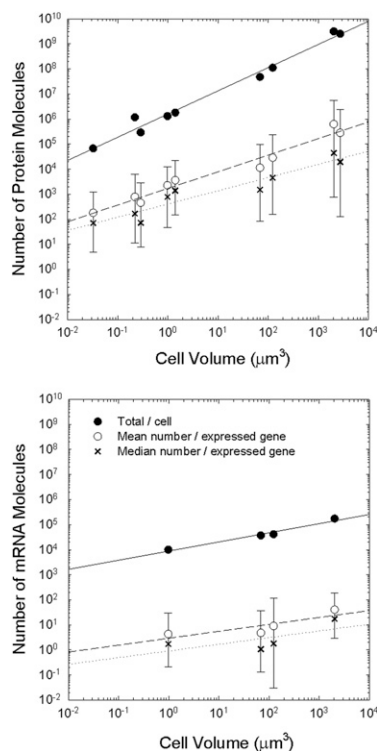 Number of Protein Molecules
10^10
10^9
10^8
10^7
10^6
10^5
10^4
10^3
10^2
10^1
10^0
10^-1
10^-2
10^-2 10^-1 10^0 10^1 10^2 10^3 10^4
Cell Volume (μm³)
Number of mRNA Molecules
10^10
10^9
10^8
10^7
10^6
10^5
10^4
10^3
10^2
10^1
10^0
10^-1
10^-2
Total / cell
Mean number / expressed gene
Median number / expressed gene
10^-2 10^-1 10^0 10^1 10^2 10^3 10^4
Cell Volume (μm³)